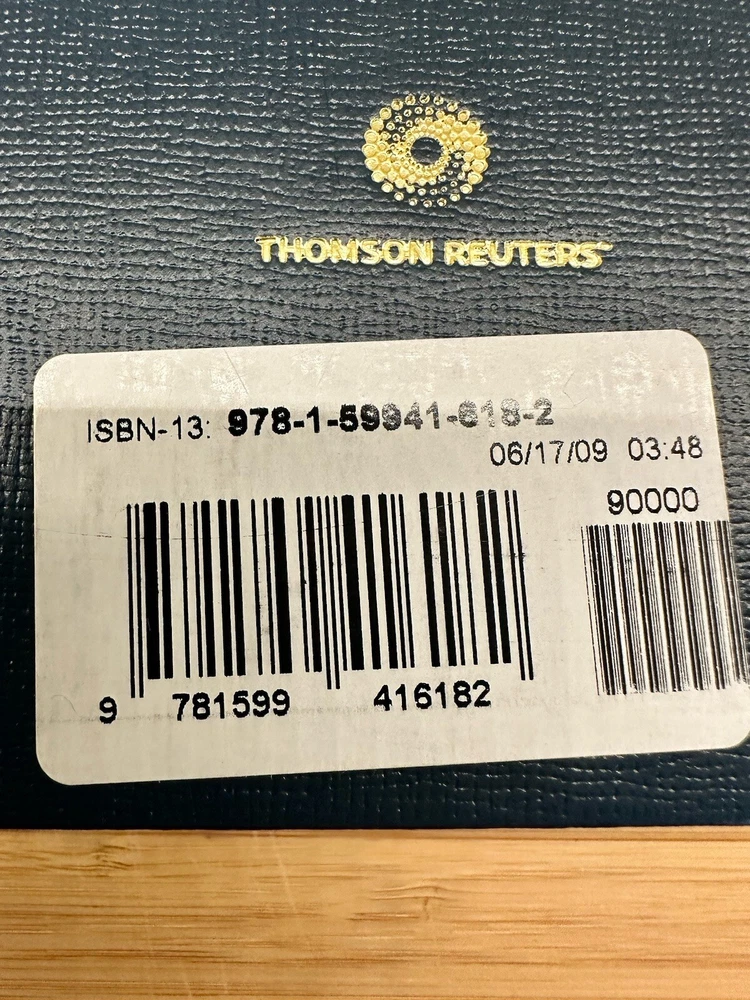 THOMSON REUTERS
ISBN-13: 978-1-59941-618-2
06/17/09 03:48
90000
9 781599 416182